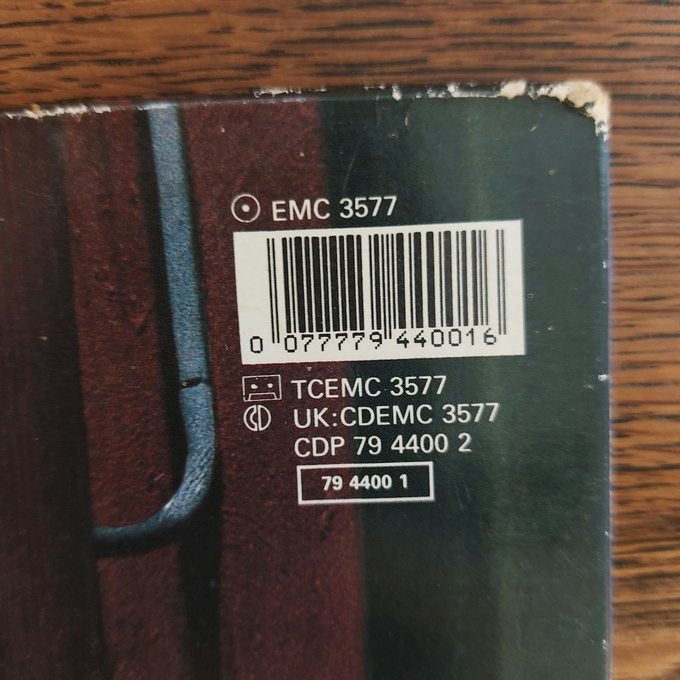 EMC 3577
0 077779 440016
TCEMC 3577
UK:CDEMC 3577
CDP 79 4400 2
79 4400 1